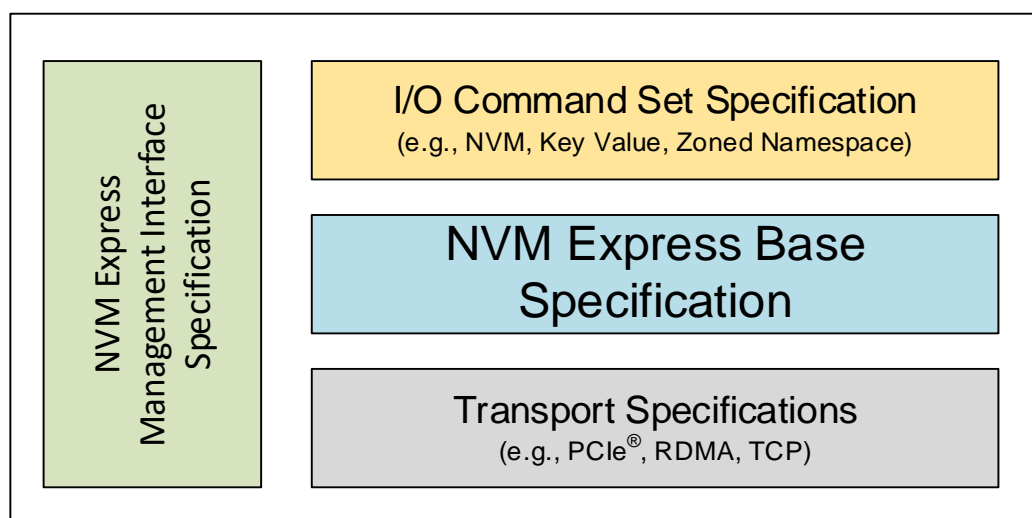 NVM Express
Management Interface
Specification
I/O Command Set Specification
(e.g., NVM, Key Value, Zoned Namespace)
NVM Express Base
Specification
Transport Specifications
(e.g., PCIe®, RDMA, TCP)